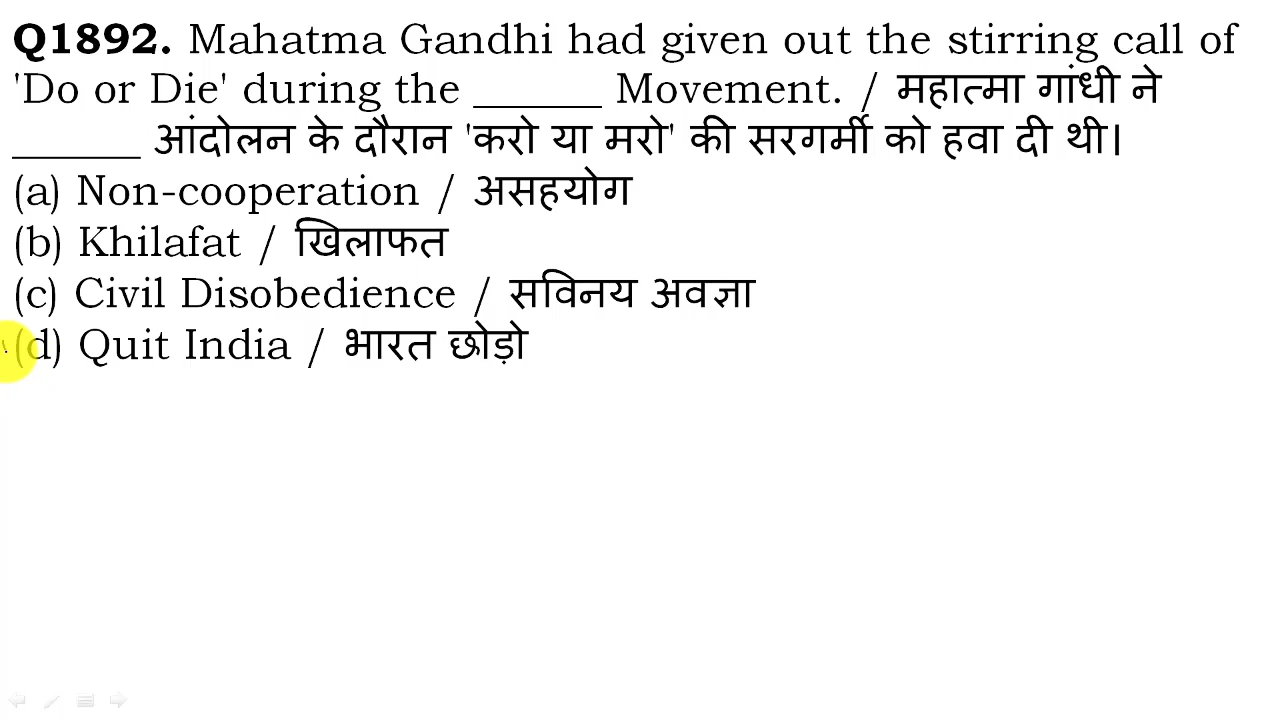 Q1892. Mahatma Gandhi had given out the stirring call of
'Do or Die' during the ______ Movement. / महात्मा गांधी ने
______ आंदोलन के दौरान 'करो या मरो' की सरगर्मी को हवा दी थी।
(a) Non-cooperation / असहयोग
(b) Khilafat / खिलाफत
(c) Civil Disobedience / सविनय अवज्ञा
(d) Quit India / भारत छोड़ो